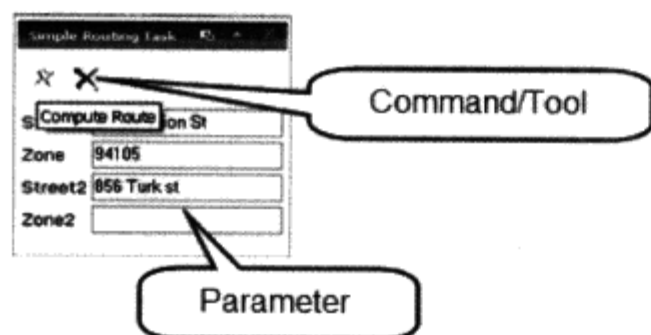 Simple Routing Task
Command/Tool
Compute Route
on St
Zone 94105
Street2 856 Turk st
Zone2
Parameter